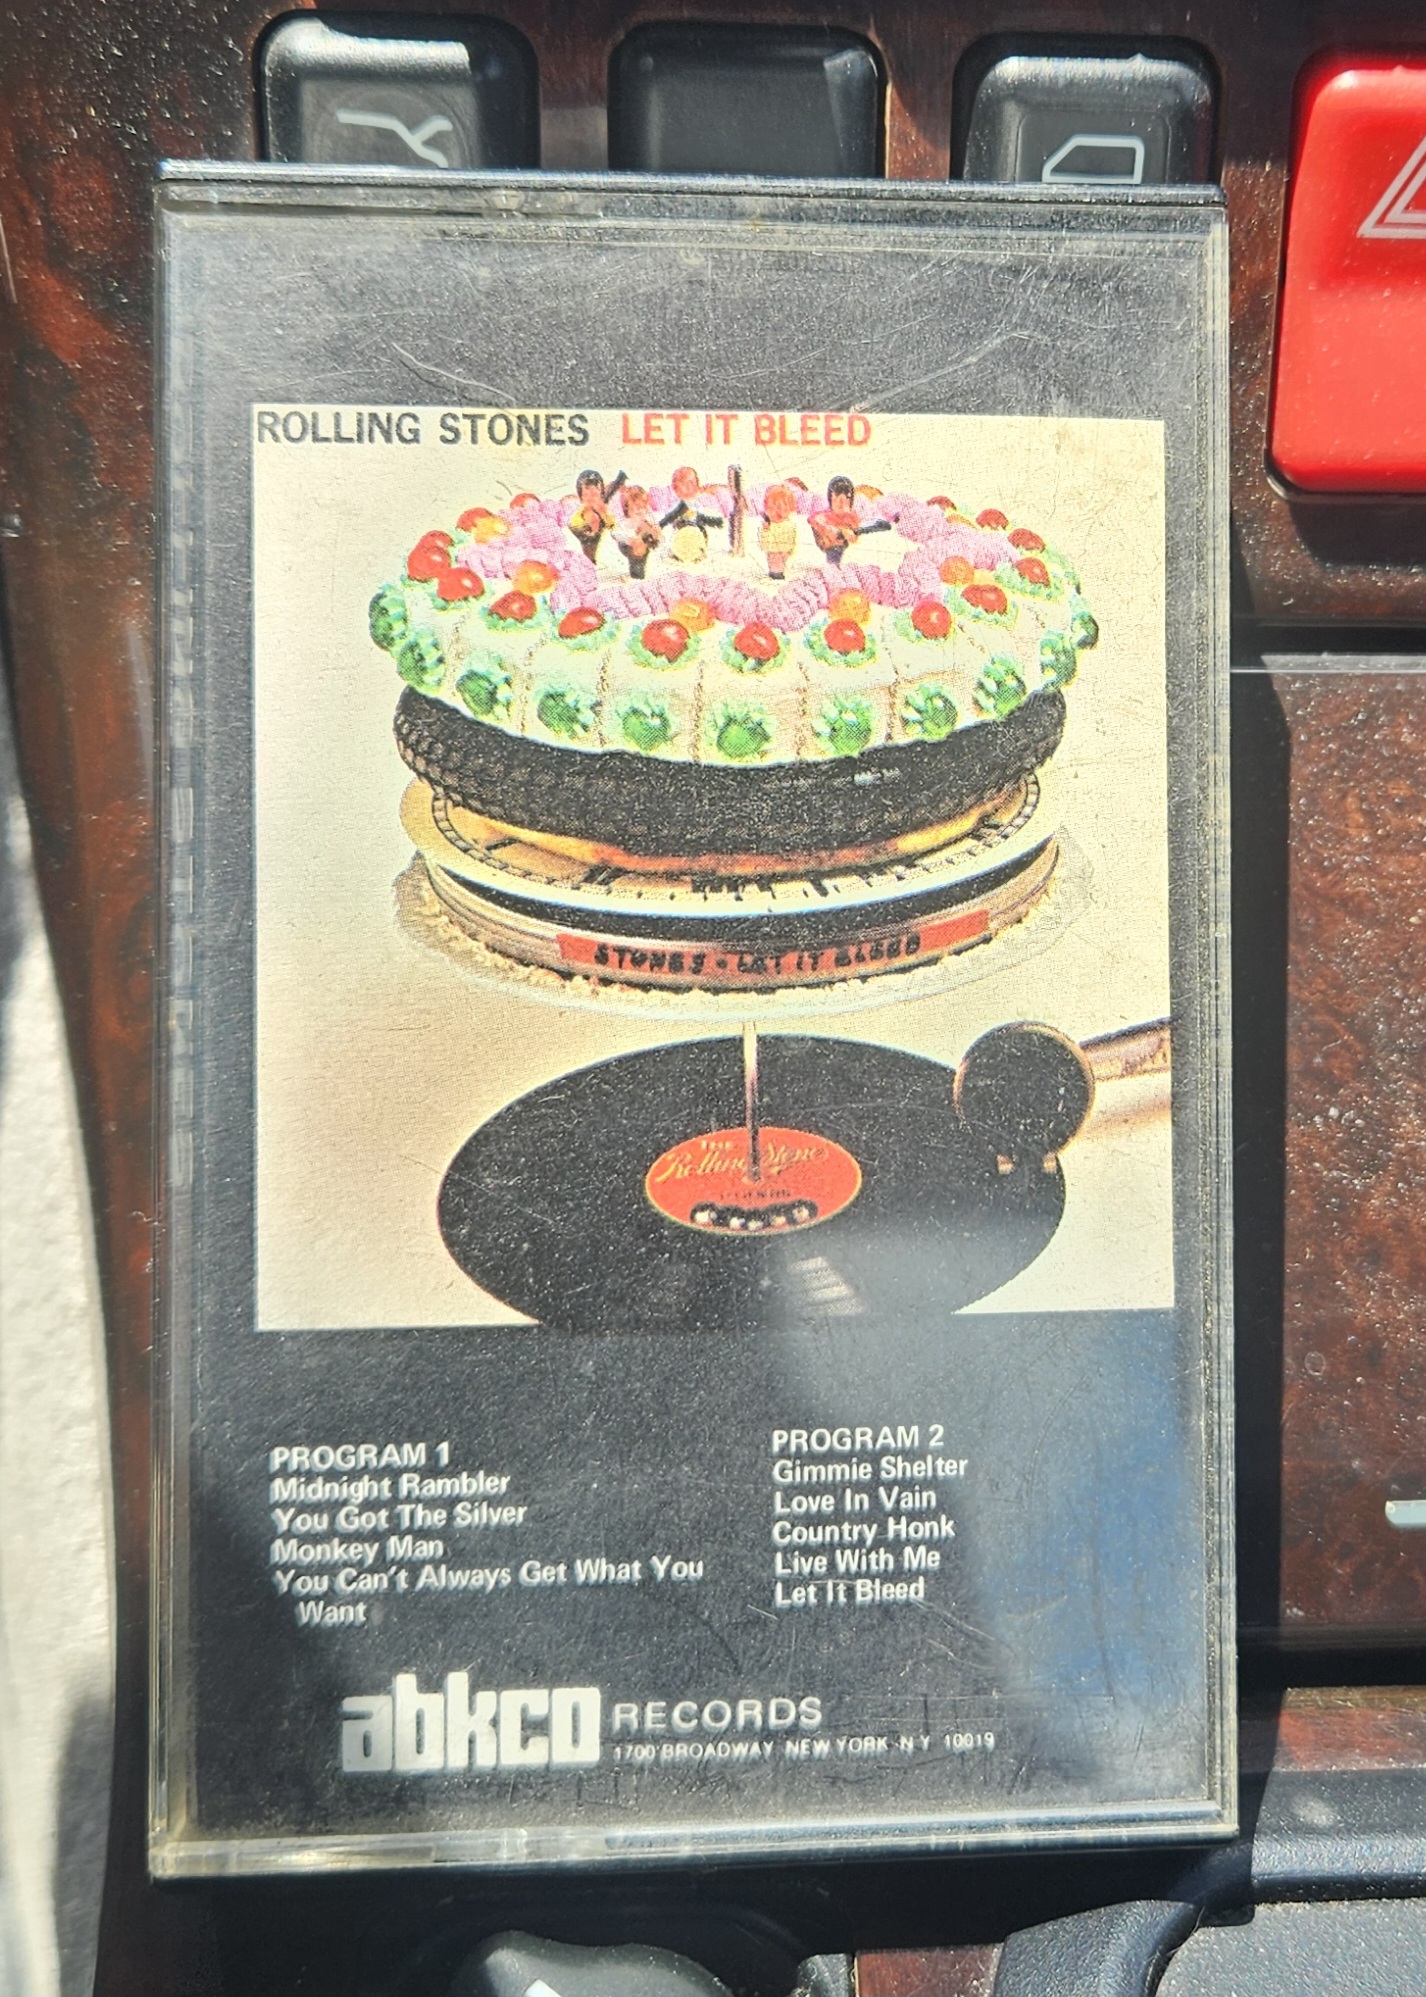 ROLLING STONES LET IT BLEED
STONES • LET IT BLEED
THE
Rolling Stones
PROGRAM 1
Midnight Rambler
You Got The Silver
Monkey Man
You Can't Always Get What You
Want
PROGRAM 2
Gimmie Shelter
Love In Vain
Country Honk
Live With Me
Let It Bleed
abkco RECORDS
1700 BROADWAY NEW YORK N Y 10019